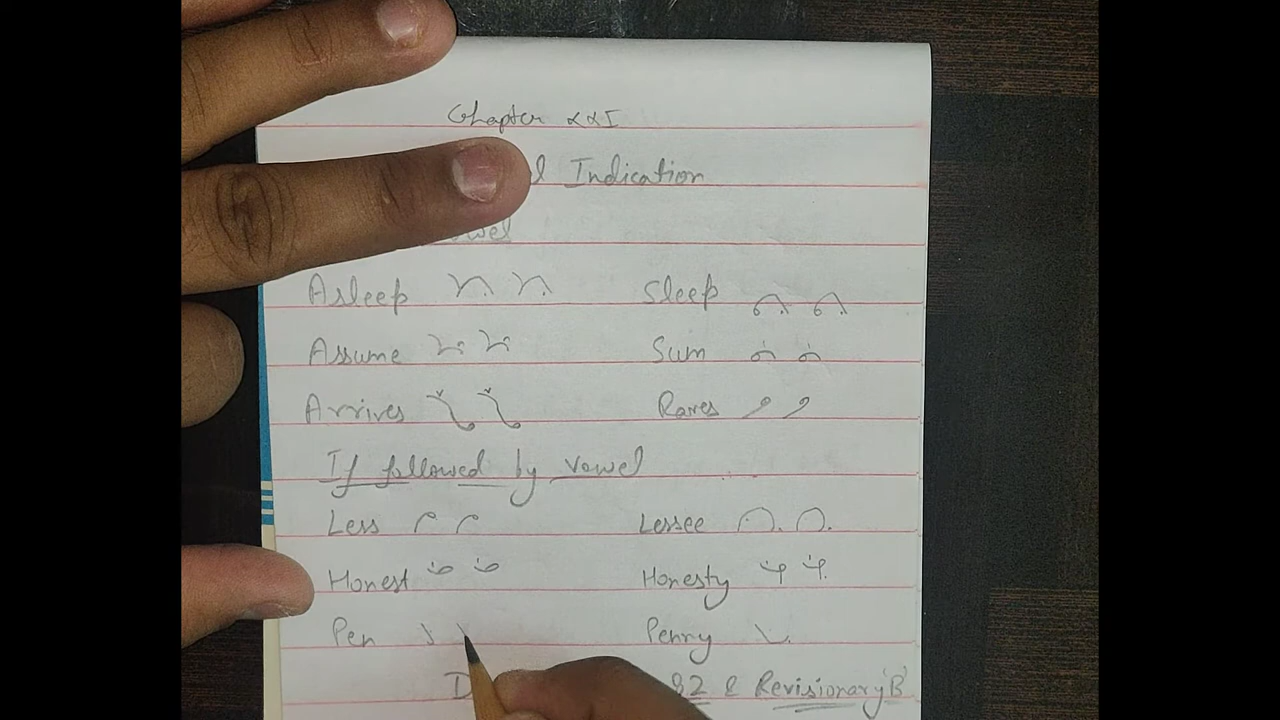 Chapter XXI
Indication
Asleep Sleep
Assume Sum
Arrives Raves
If followed by vowel
Less Lessee
Honest Honesty
Pen Penny
82 & Revisionary 'B'